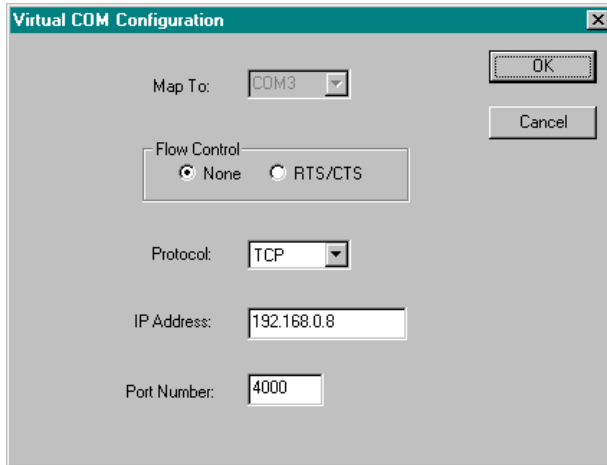 Virtual COM Configuration
Map To: COM3
OK
Cancel
Flow Control
None RTS/CTS
Protocol: TCP
IP Address: 192.168.0.8
Port Number: 4000